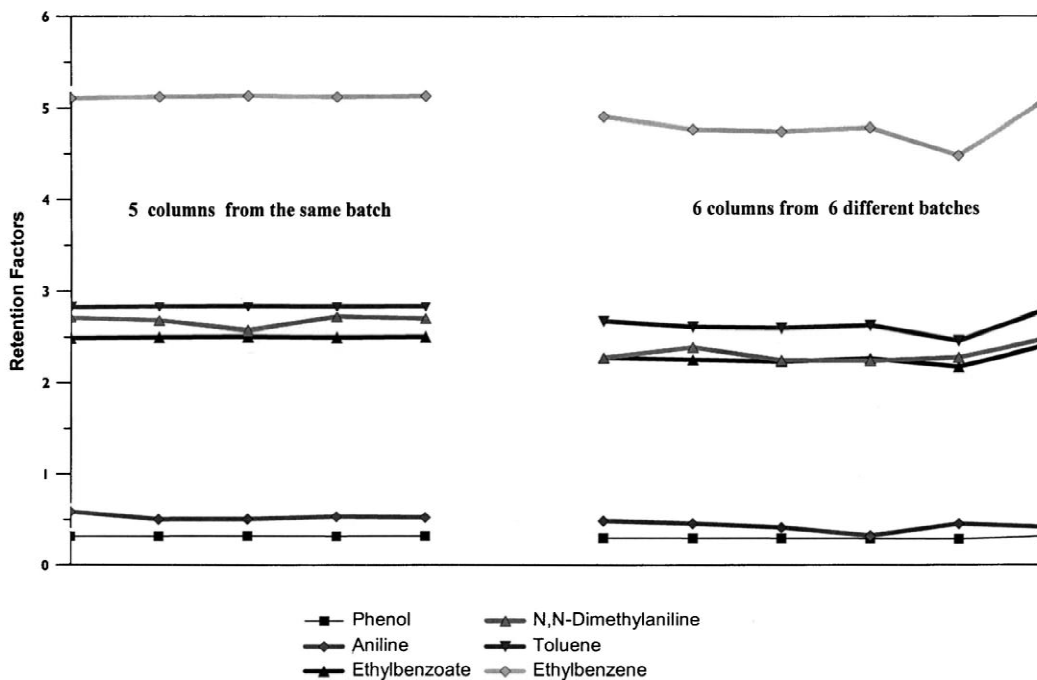 6
5
4
3
2
1
0
Retention Factors
5 columns from the same batch
6 columns from 6 different batches
Phenol
N,N-Dimethylaniline
Aniline
Toluene
Ethylbenzoate
Ethylbenzene